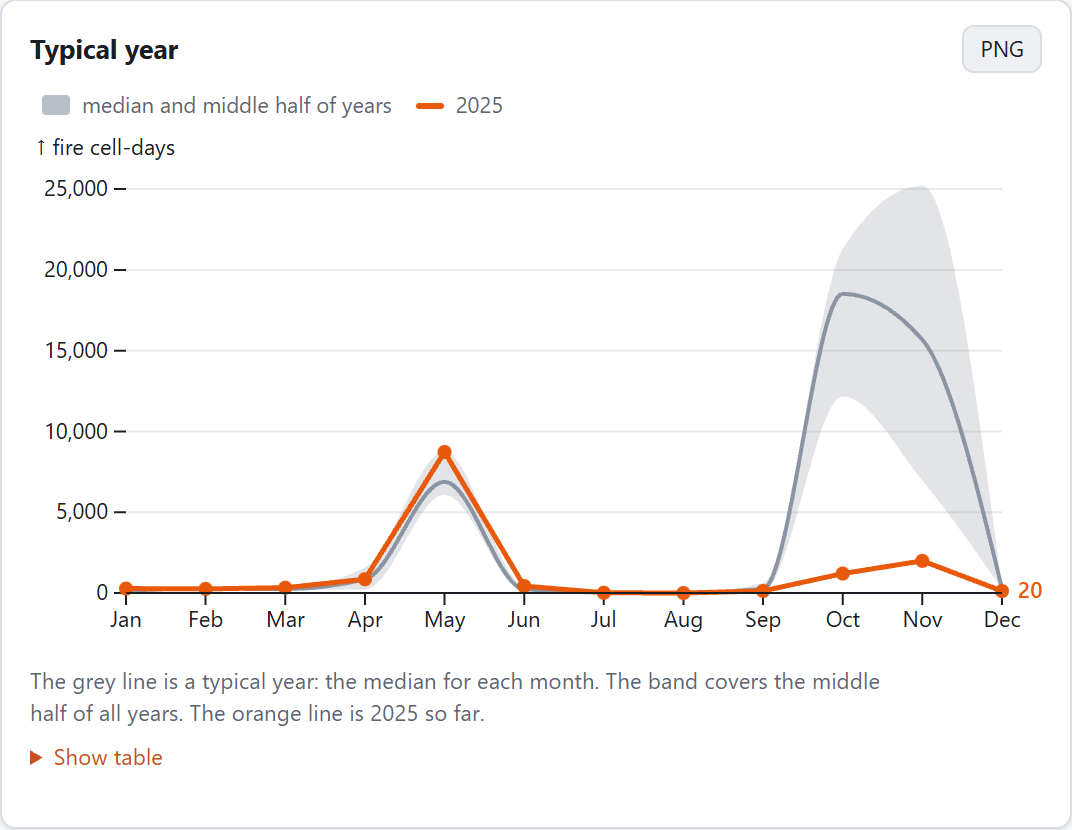 Typical year
PNG
median and middle half of years
2025
↑ fire cell-days
25,000
20,000
15,000
10,000
5,000
0
20
Jan Feb Mar Apr May Jun Jul Aug Sep Oct Nov Dec
The grey line is a typical year: the median for each month. The band covers the middle
half of all years. The orange line is 2025 so far.
▶ Show table